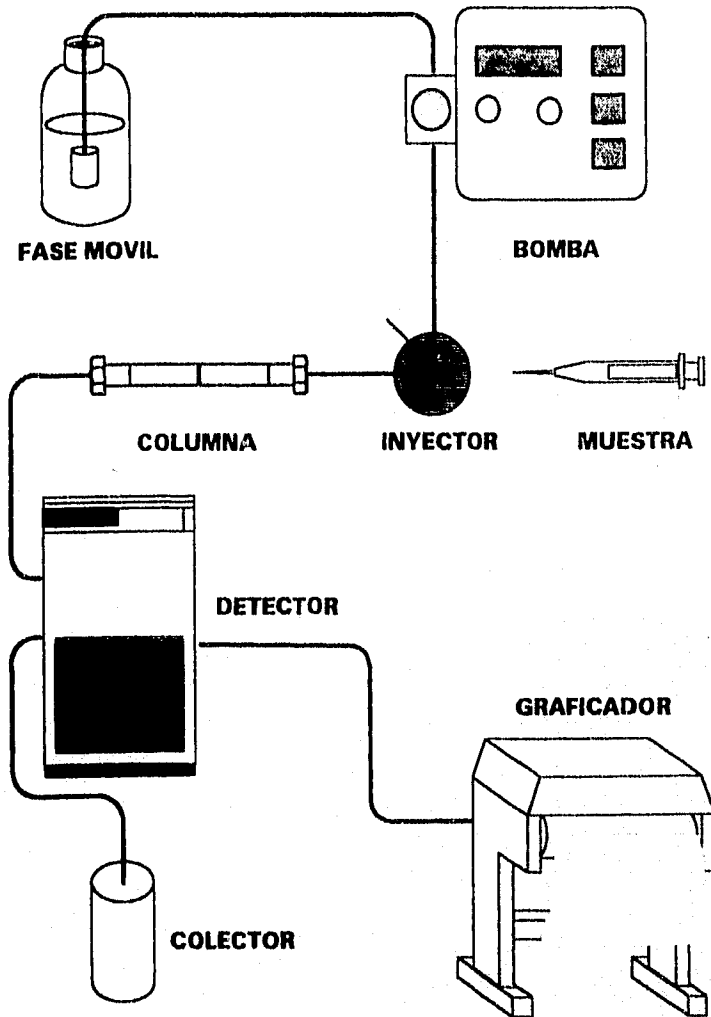 FASE MOVIL
BOMBA
COLUMNA
INYECTOR
MUESTRA
DETECTOR
GRAFICADOR
COLECTOR